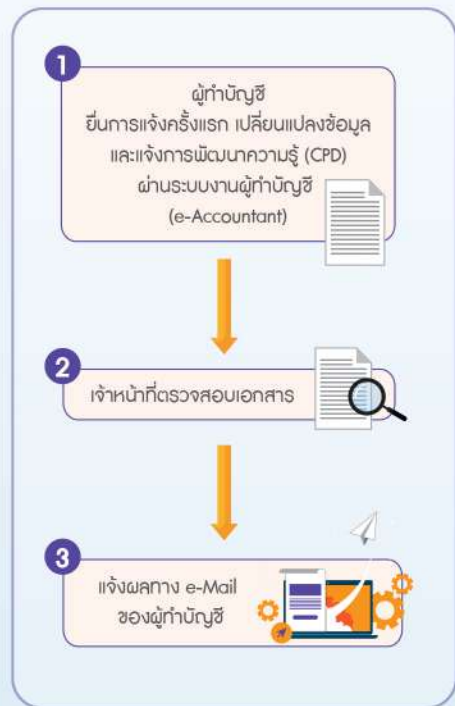 1
ผู้ทำบัญชี
ยื่นการแจ้งครั้งแรก เปลี่ยนแปลงข้อมูล
และแจ้งการพัฒนาความรู้ (CPD)
ผ่านระบบงานผู้ทำบัญชี
(e-Accountant)
2
เจ้าหน้าที่ตรวจสอบเอกสาร
3
แจ้งผลทาง e-Mail
ของผู้ทำบัญชี